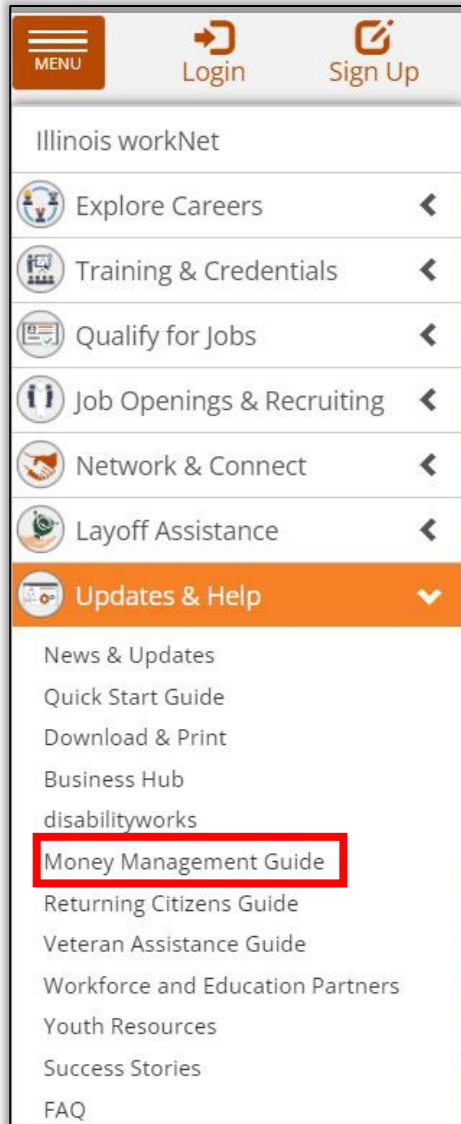 MENU
Login
Sign Up
Illinois workNet
Explore Careers
Training & Credentials
Qualify for Jobs
Job Openings & Recruiting
Network & Connect
Layoff Assistance
Updates & Help
News & Updates
Quick Start Guide
Download & Print
Business Hub
disabilityworks
Money Management Guide
Returning Citizens Guide
Veteran Assistance Guide
Workforce and Education Partners
Youth Resources
Success Stories
FAQ